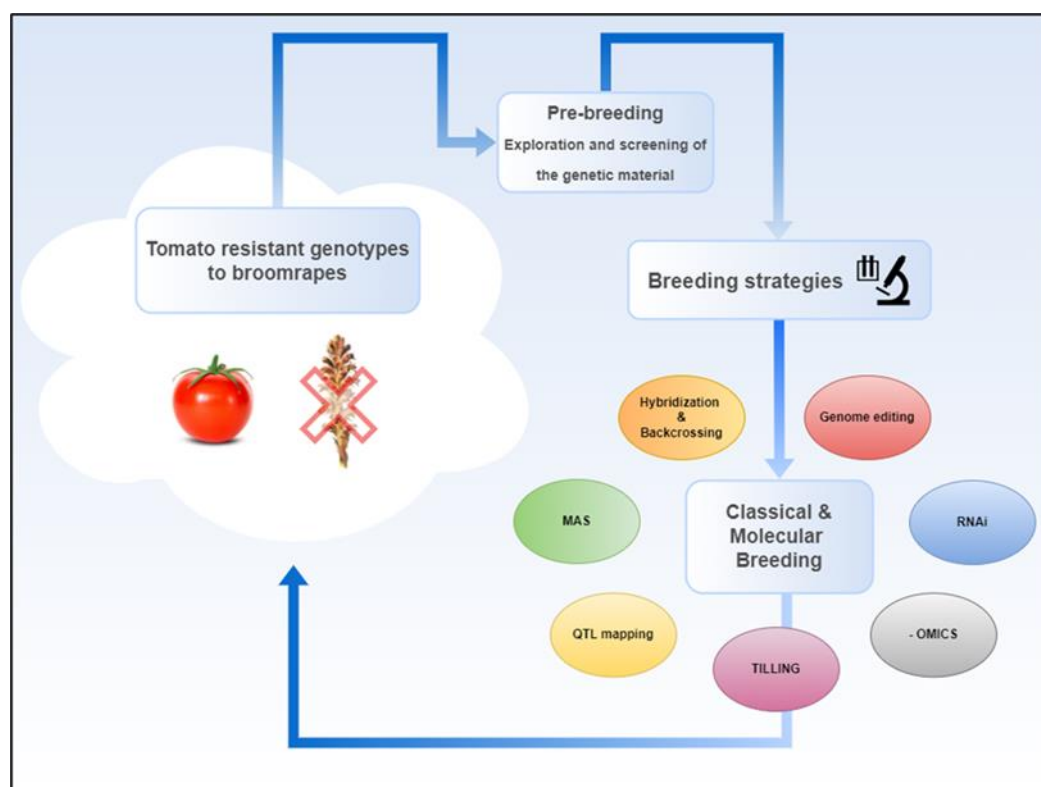 Pre-breeding
Exploration and screening of
the genetic material
Tomato resistant genotypes
to broomrapes
Breeding strategies
Hybridization
&
Backcrossing
Genome editing
MAS
Classical &
Molecular
Breeding
RNAi
QTL mapping
- OMICS
TILLING